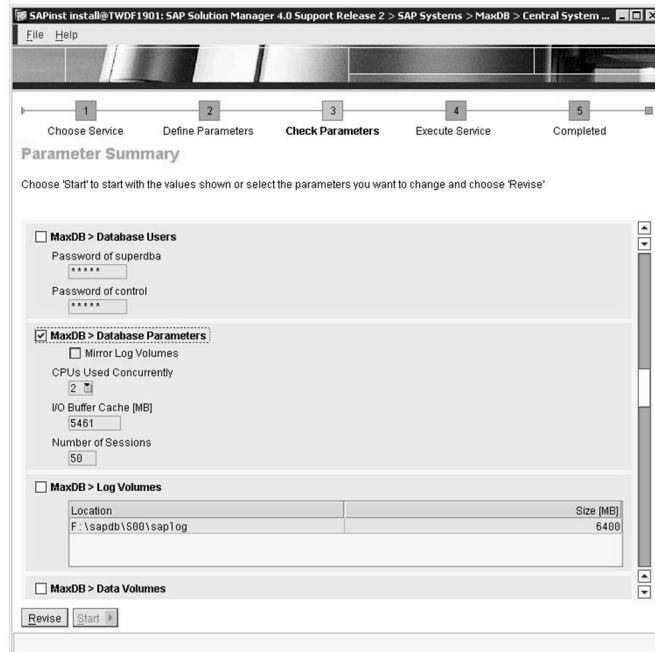 SAPinst install@TWDF1901: SAP Solution Manager 4.0 Support Release 2 > SAP Systems > MaxDB > Central System ...
File Help
1 2 3 4 5
Choose Service Define Parameters Check Parameters Execute Service Completed
Parameter Summary
Choose 'Start' to start with the values shown or select the parameters you want to change and choose 'Revise'
MaxDB > Database Users
Password of superdba
*****
Password of control
*****
MaxDB > Database Parameters
Mirror Log Volumes
CPUs Used Concurrently
2
I/O Buffer Cache [MB]
5461
Number of Sessions
50
MaxDB > Log Volumes
Location Size [MB]
F:\sapdb\S00\saplog 6400
MaxDB > Data Volumes
Revise Start